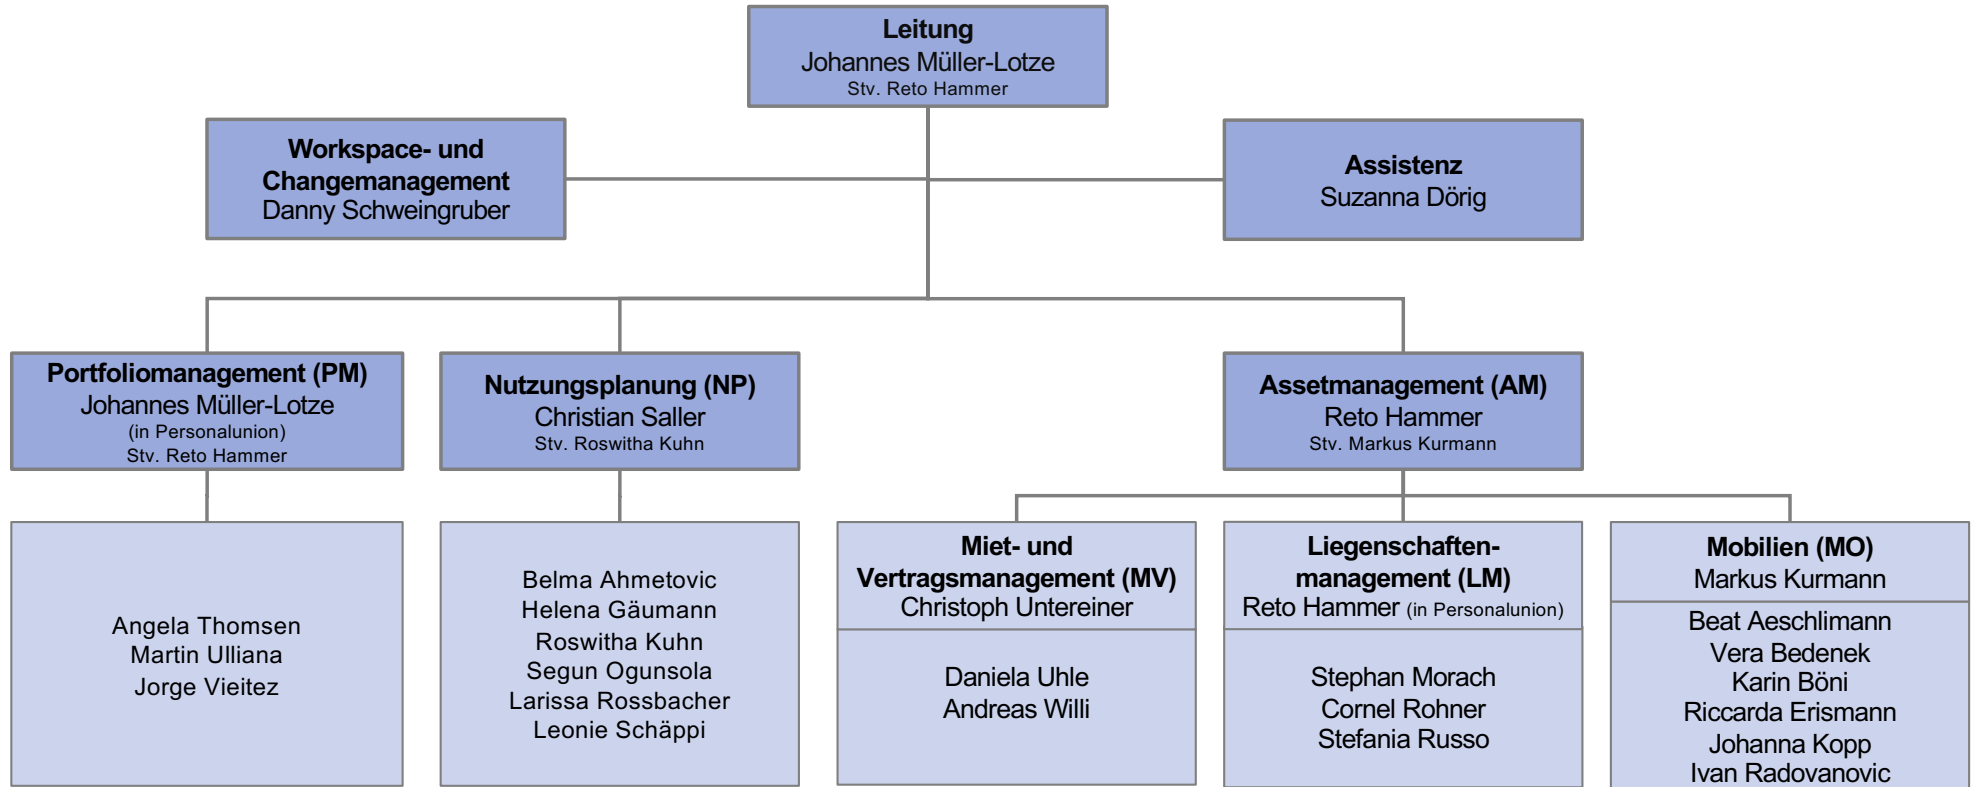 Leitung
Johannes Müller-Lotze
Stv. Reto Hammer
Workspace- und
Changemanagement
Danny Schweingruber
Assistenz
Suzanna Dörig
Portfoliomanagement (PM)
Johannes Müller-Lotze
(in Personalunion)
Stv. Reto Hammer
Nutzungsplanung (NP)
Christian Saller
Stv. Roswitha Kuhn
Assetmanagement (AM)
Reto Hammer
Stv. Markus Kurmann
Angela Thomsen
Martin Ulliana
Jorge Vieitez
Belma Ahmetovic
Helena Gäumann
Roswitha Kuhn
Segun Ogunsola
Larissa Rossbacher
Leonie Schäppi
Miet- und
Vertragsmanagement (MV)
Christoph Untereiner
Daniela Uhle
Andreas Willi
Liegenschaften-
management (LM)
Reto Hammer (in Personalunion)
Stephan Morach
Cornel Rohner
Stefania Russo
Mobilien (MO)
Markus Kurmann
Beat Aeschlimann
Vera Bedenek
Karin Böni
Riccarda Erismann
Johanna Kopp
Ivan Radovanovic